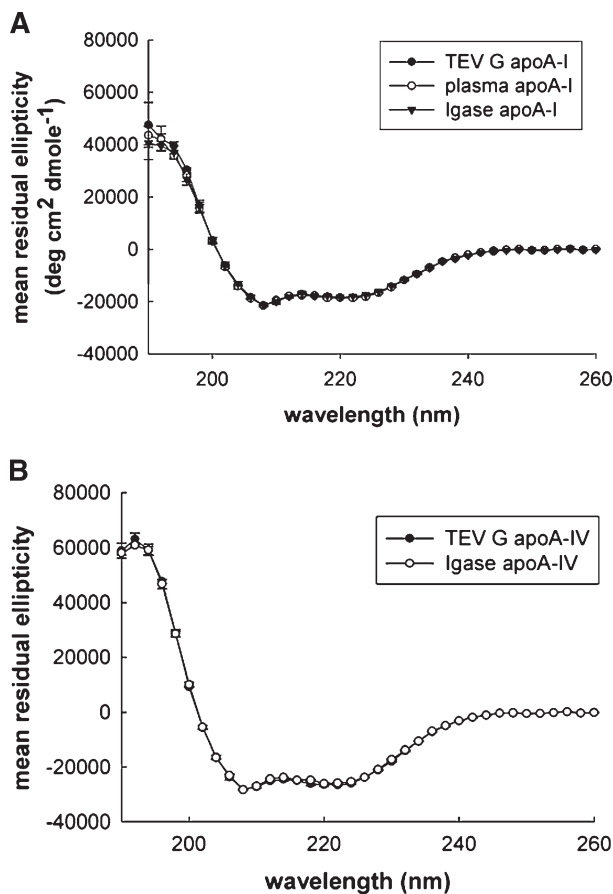 A
80000
60000
40000
20000
0
-20000
-40000
mean residual ellipticity
(deg cm² dmole⁻¹)
TEV G apoA-I
plasma apoA-I
Igase apoA-I
200
220
240
260
wavelength (nm)
B
80000
60000
40000
20000
0
-20000
-40000
mean residual ellipticity
TEV G apoA-IV
Igase apoA-IV
200
220
240
260
wavelength (nm)